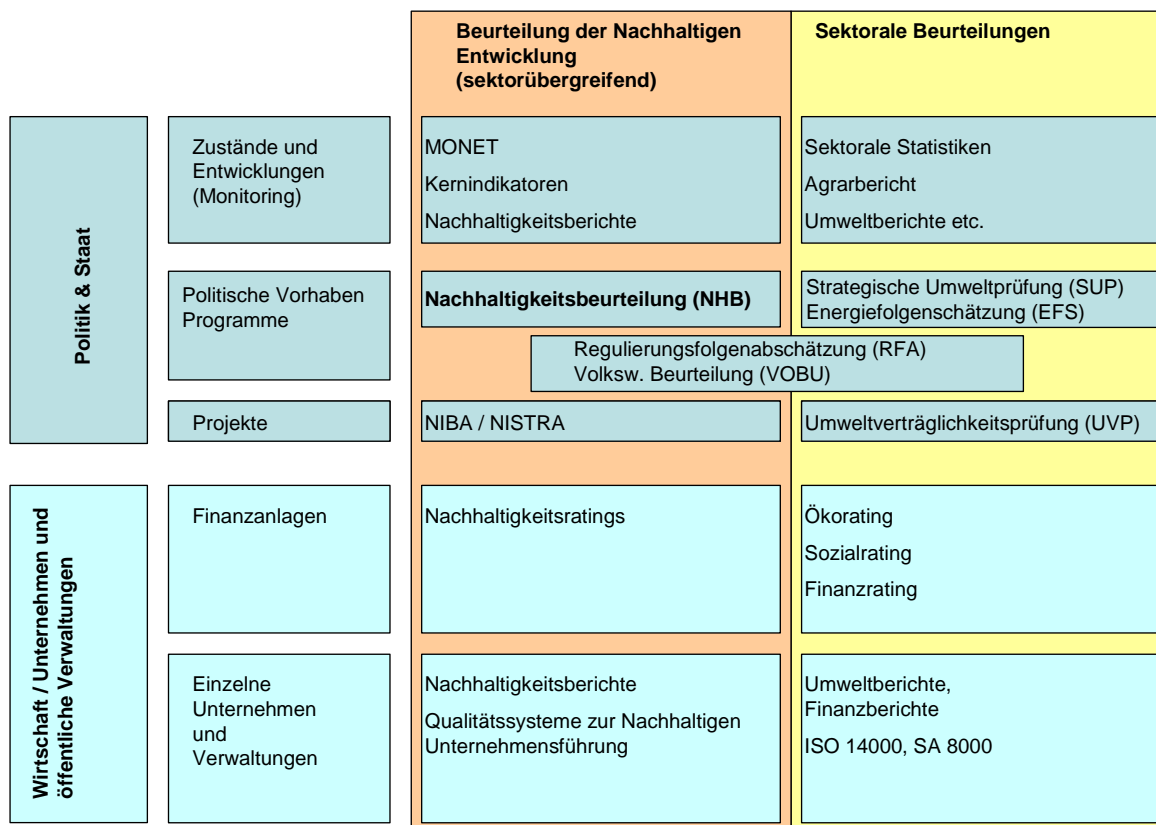 Beurteilung der Nachhaltigen
Entwicklung
(sektorübergreifend)
Sektorale Beurteilungen
Politik & Staat
Zustände und
Entwicklungen
(Monitoring)
MONET
Kernindikatoren
Nachhaltigkeitsberichte
Sektorale Statistiken
Agrarbericht
Umweltberichte etc.
Politische Vorhaben
Programme
Nachhaltigkeitsbeurteilung (NHB)
Strategische Umweltprüfung (SUP)
Energiefolgenschätzung (EFS)
Regulierungsfolgenabschätzung (RFA)
Volksw. Beurteilung (VOBU)
Projekte
NIBA / NISTRA
Umweltverträglichkeitsprüfung (UVP)
Wirtschaft / Unternehmen und
öffentliche Verwaltungen
Finanzanlagen
Nachhaltigkeitsratings
Ökorating
Sozialrating
Finanzrating
Einzelne
Unternehmen
und
Verwaltungen
Nachhaltigkeitsberichte
Qualitätssysteme zur Nachhaltigen
Unternehmensführung
Umweltberichte,
Finanzberichte
ISO 14000, SA 8000